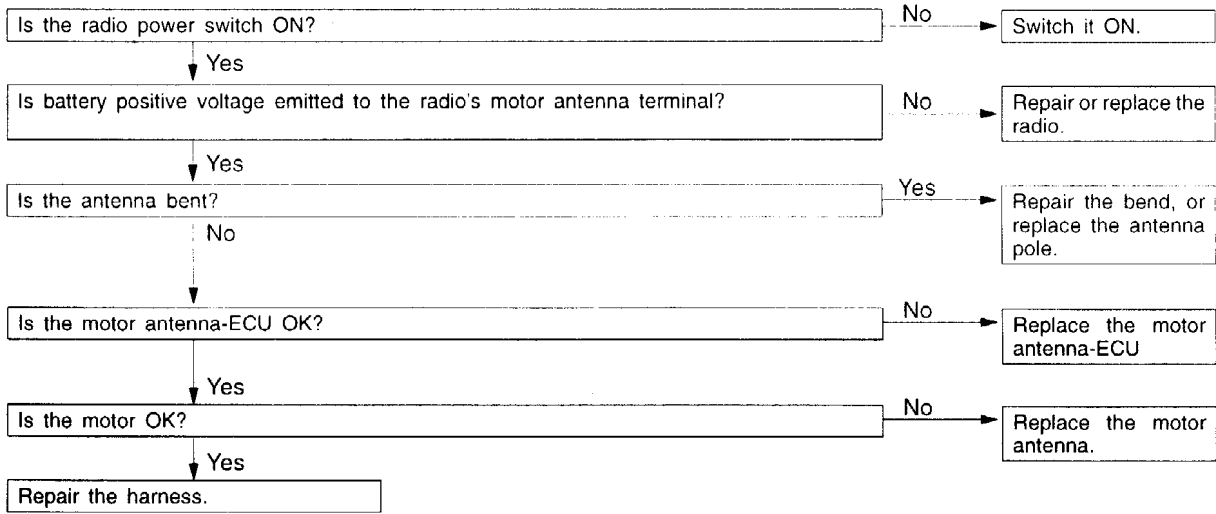 Is the radio power switch ON?
No
Switch it ON.
Yes
Is battery positive voltage emitted to the radio's motor antenna terminal?
No
Repair or replace the
radio.
Yes
Is the antenna bent?
Yes
Repair the bend, or
replace the antenna
pole.
No
Is the motor antenna-ECU OK?
No
Replace the motor
antenna-ECU
Yes
Is the motor OK?
No
Replace the motor
antenna.
Yes
Repair the harness.